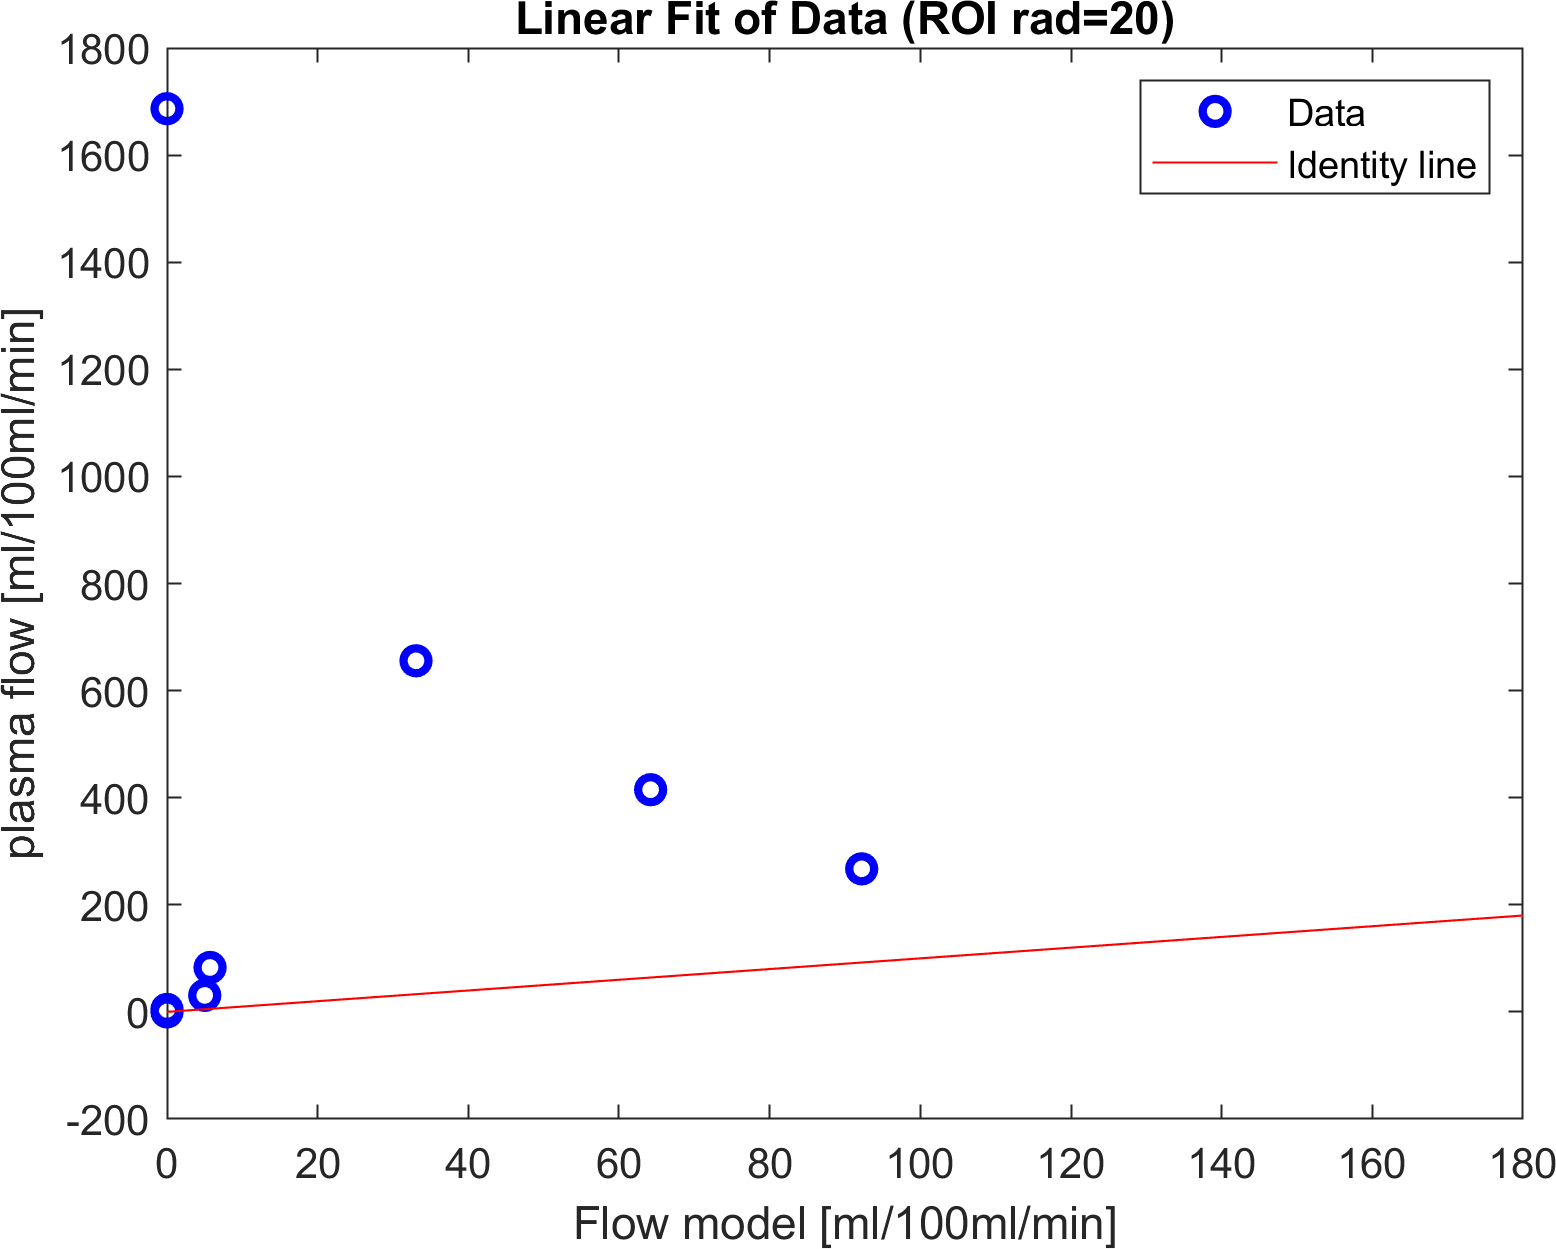 Linear Fit of Data (ROI rad=20)
1800
1600
1400
1200
1000
800
600
400
200
0
-200
plasma flow [ml/100ml/min]
Data
Identity line
0 20 40 60 80 100 120 140 160 180
Flow model [ml/100ml/min]